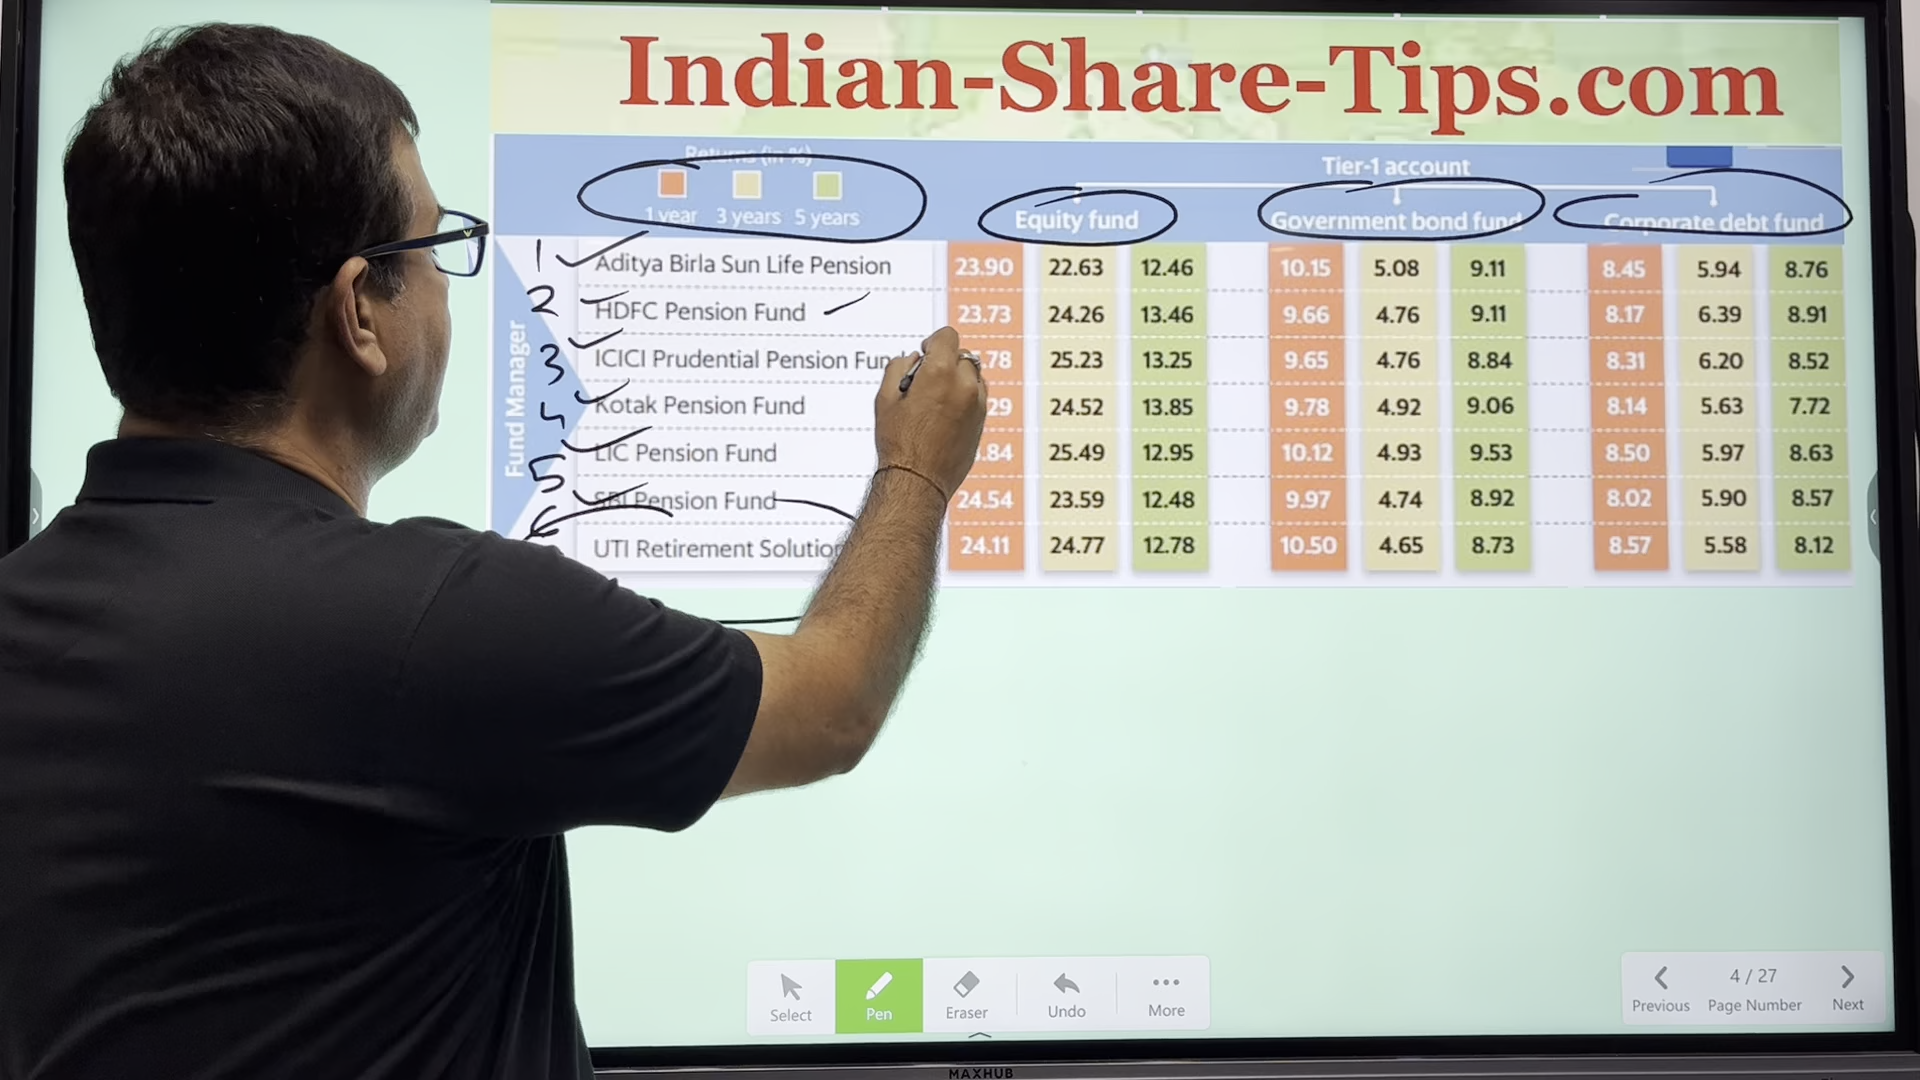 Indian-Share-Tips.com
Returns (in %)
1 year 3 years 5 years
Tier-1 account
Equity fund Government bond fund Corporate debt fund
Fund Manager
1 Aditya Birla Sun Life Pension 23.90 22.63 12.46 10.15 5.08 9.11 8.45 5.94 8.76
2 HDFC Pension Fund 23.73 24.26 13.46 9.66 4.76 9.11 8.17 6.39 8.91
3 ICICI Prudential Pension .78 25.23 13.25 9.65 4.76 8.84 8.31 6.20 8.52
4 Kotak Pension Fund 29 24.52 13.85 9.78 4.92 9.06 8.14 5.63 7.72
5 LIC Pension Fund .84 25.49 12.95 10.12 4.93 9.53 8.50 5.97 8.63
SBI Pension Fund 24.54 23.59 12.48 9.97 4.74 8.92 8.02 5.90 8.57
UTI Retirement 24.11 24.77 12.78 10.50 4.65 8.73 8.57 5.58 8.12
Select Pen Eraser Undo More
4 / 27
Previous Page Number Next
MAXHUB